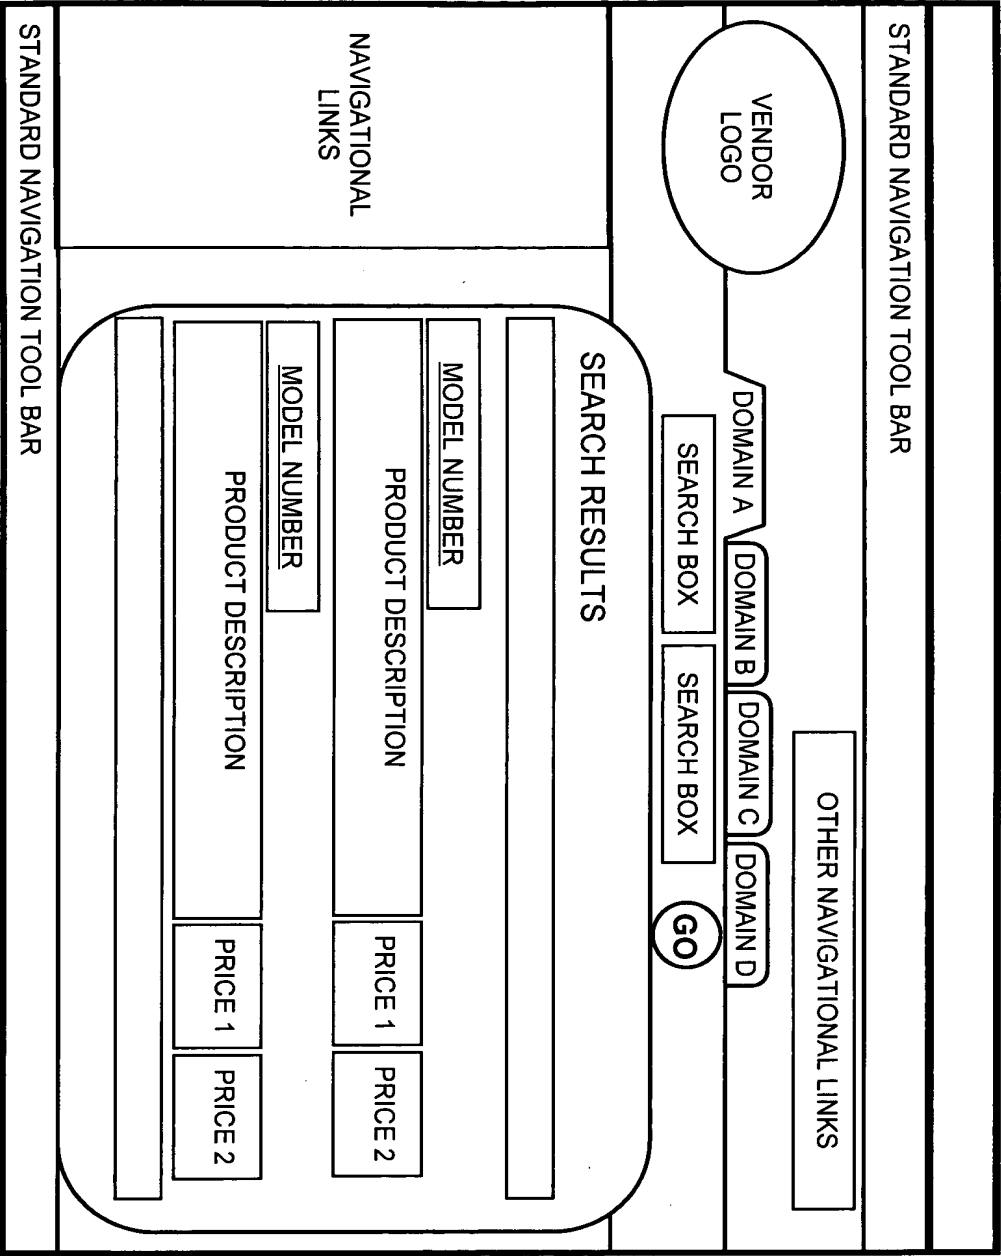 STANDARD NAVIGATION TOOL BAR
OTHER NAVIGATIONAL LINKS
VENDOR
LOGO
DOMAIN A
DOMAIN B
DOMAIN C
DOMAIN D
SEARCH BOX
SEARCH BOX
GO
NAVIGATIONAL
LINKS
SEARCH RESULTS
MODEL NUMBER
PRODUCT DESCRIPTION
PRICE 1
PRICE 2
MODEL NUMBER
PRODUCT DESCRIPTION
PRICE 1
PRICE 2
STANDARD NAVIGATION TOOL BAR